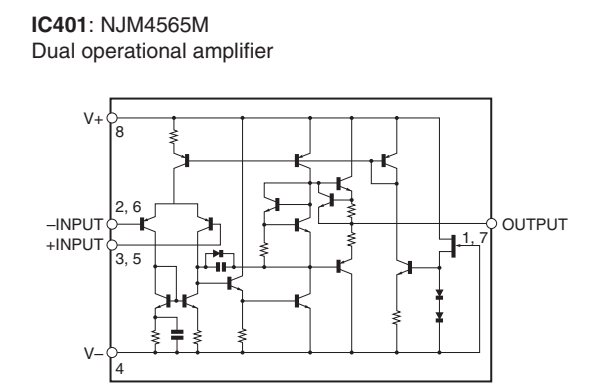 IC401: NJM4565M
Dual operational amplifier
V+
8
2, 6
–INPUT
+INPUT
3, 5
OUTPUT
1, 7
V–
4